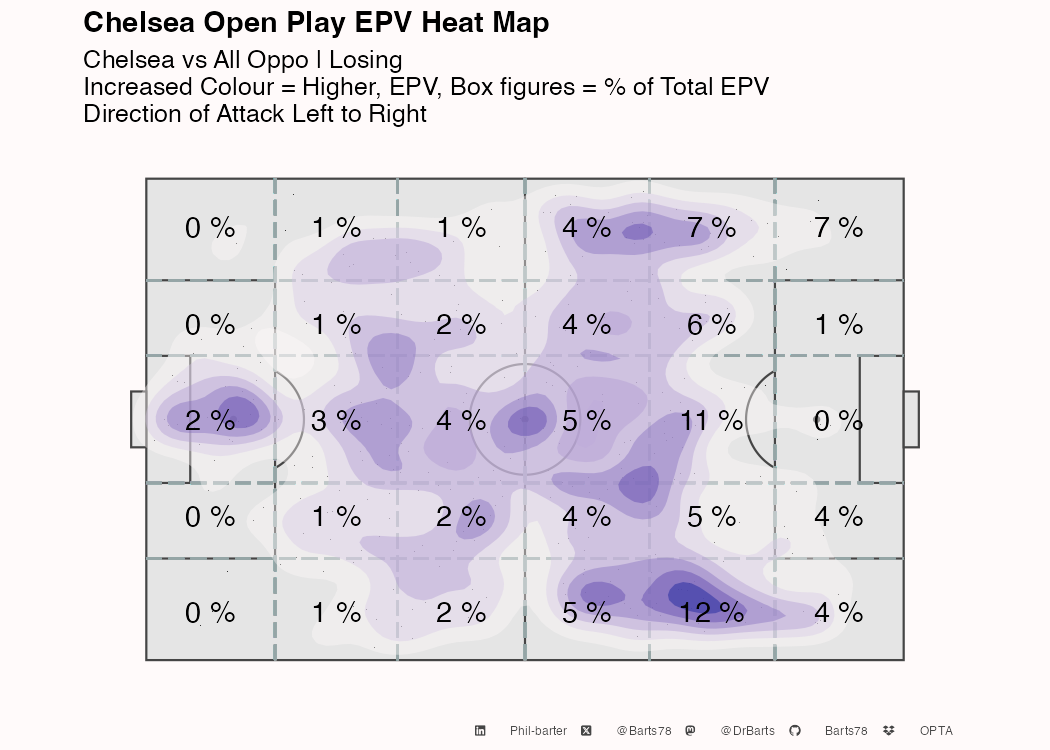 Chelsea Open Play EPV Heat Map
Chelsea vs All Oppo | Losing
Increased Colour = Higher, EPV, Box figures = % of Total EPV
Direction of Attack Left to Right
0 % 1 % 1 % 4 % 7 % 7 %
0 % 1 % 2 % 4 % 6 % 1 %
2 % 3 % 4 % 5 % 11 % 0 %
0 % 1 % 2 % 4 % 5 % 4 %
0 % 1 % 2 % 5 % 12 % 4 %
Phil-barter @Barts78 @DrBarts Barts78 OPTA